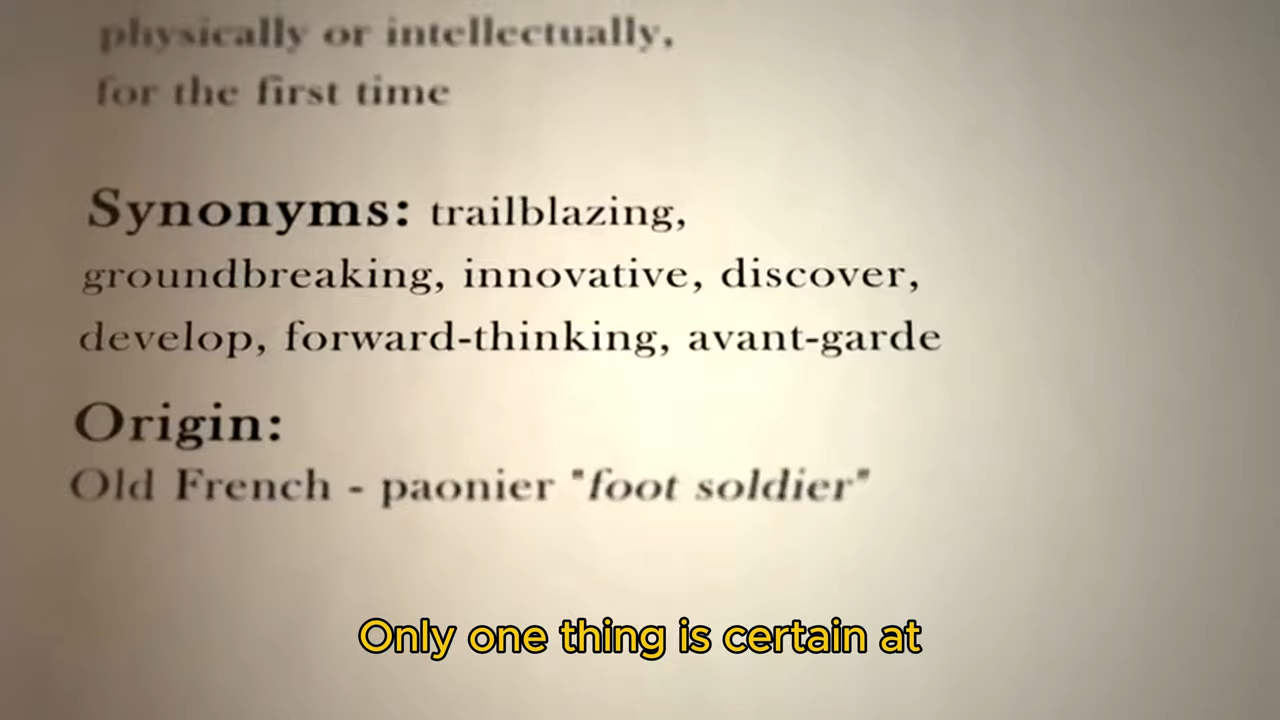 physically or intellectually,
for the first time
Synonyms: trailblazing,
groundbreaking, innovative, discover,
develop, forward-thinking, avant-garde
Origin:
Old French - paonier "foot soldier"
Only one thing is certain at